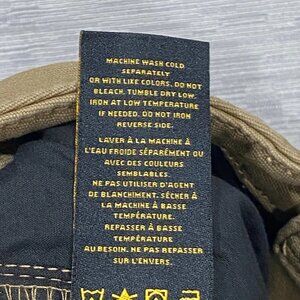 MACHINE WASH COLD
SEPARATELY
OR WITH LIKE COLORS. DO NOT
BLEACH. TUMBLE DRY LOW.
IRON AT LOW TEMPERATURE
IF NEEDED. DO NOT IRON
REVERSE SIDE.
LAVER À LA MACHINE À
L'EAU FROIDE SÉPARÉMENT OU
AVEC DES COULEURS
SEMBLABLES.
NE PAS UTILISER D'AGENT
DE BLANCHIMENT. SÉCHER À
LA MACHINE À BASSE
TEMPÉRATURE.
REPASSER À BASSE
TEMPÉRATURE
AU BESOIN. NE PAS REPASSER
SUR L'ENVERS.